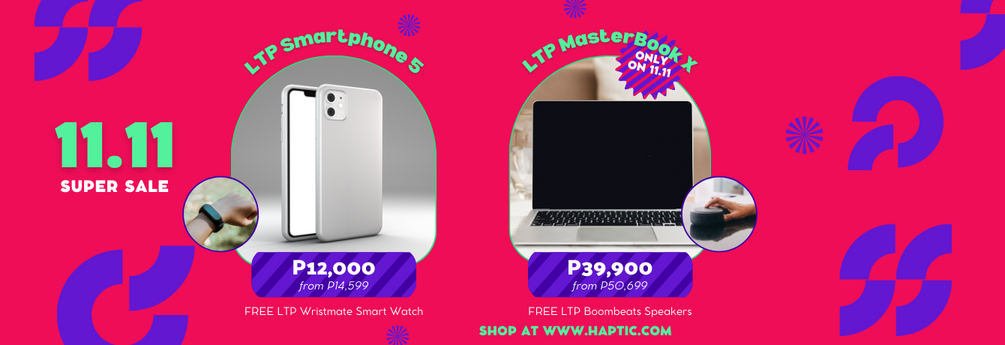 11.11
SUPER SALE
LTP Smartphone 5
P12,000
from P14,599
FREE LTP Wristmate Smart Watch
LTP MasterBook X
ONLY
ON 11.11
P39,900
from P50,699
FREE LTP Boombeats Speakers
SHOP AT WWW.HAPTIC.COM